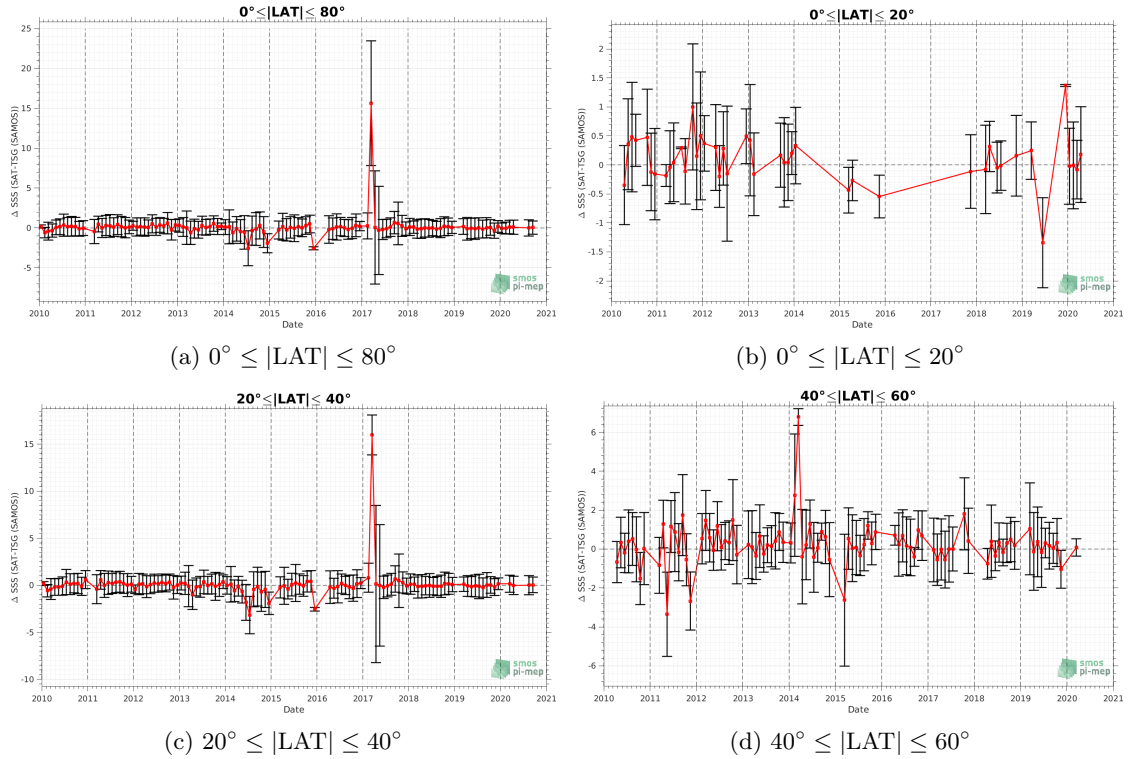 0°≤|LAT|≤ 80°
Δ SSS (SAT-TSG (SAMOS))
25
20
15
10
5
0
-5
2010 2011 2012 2013 2014 2015 2016 2017 2018 2019 2020 2021
Date
smos
pi-mep
(a) 0° ≤ |LAT| ≤ 80°
0°≤|LAT|≤ 20°
Δ SSS (SAT-TSG (SAMOS))
2
1.5
1
0.5
0
-0.5
-1
-1.5
-2
2010 2011 2012 2013 2014 2015 2016 2017 2018 2019 2020 2021
Date
smos
pi-mep
(b) 0° ≤ |LAT| ≤ 20°
20°≤|LAT|≤ 40°
Δ SSS (SAT-TSG (SAMOS))
15
10
5
0
-5
-10
2010 2011 2012 2013 2014 2015 2016 2017 2018 2019 2020 2021
Date
smos
pi-mep
(c) 20° ≤ |LAT| ≤ 40°
40°≤|LAT|≤ 60°
Δ SSS (SAT-TSG (SAMOS))
6
4
2
0
-2
-4
-6
2010 2011 2012 2013 2014 2015 2016 2017 2018 2019 2020 2021
Date
smos
pi-mep
(d) 40° ≤ |LAT| ≤ 60°